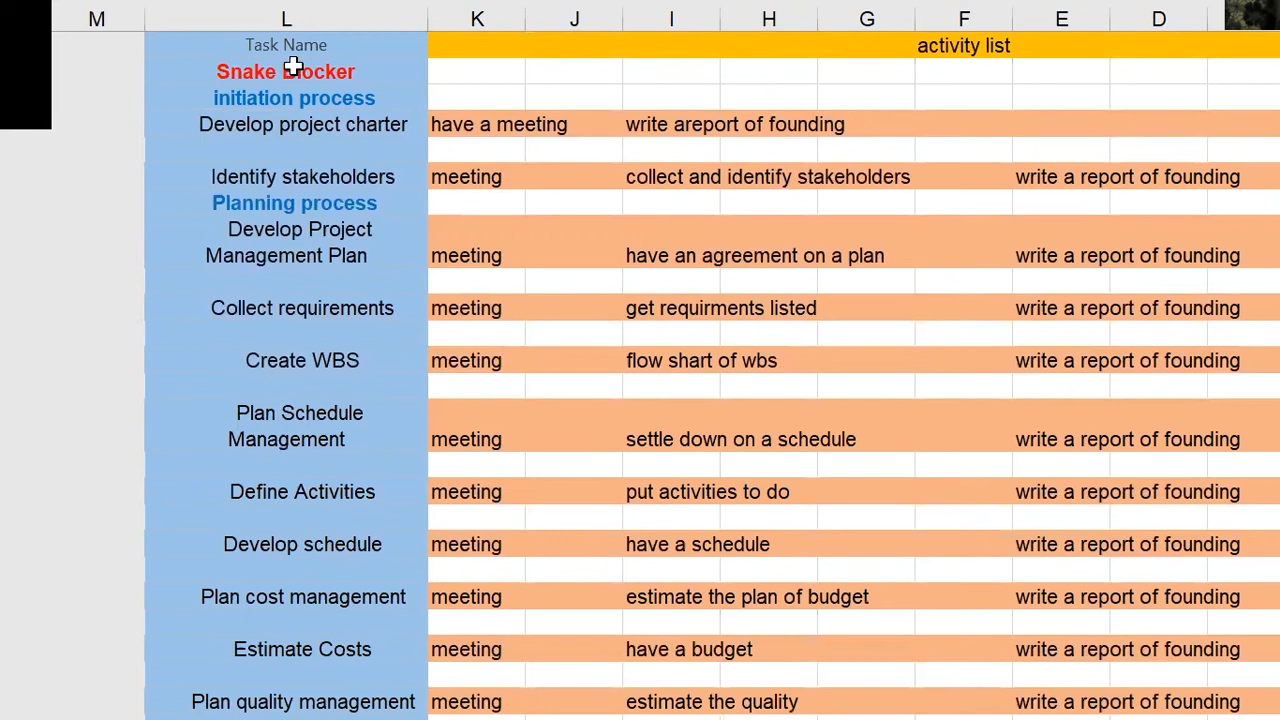 M L K J I H G F E D
Task Name activity list
Snake Blocker
initiation process
Develop project charter have a meeting write areport of founding
Identify stakeholders meeting collect and identify stakeholders write a report of founding
Planning process
Develop Project
Management Plan meeting have an agreement on a plan write a report of founding
Collect requirements meeting get requirments listed write a report of founding
Create WBS meeting flow shart of wbs write a report of founding
Plan Schedule
Management meeting settle down on a schedule write a report of founding
Define Activities meeting put activities to do write a report of founding
Develop schedule meeting have a schedule write a report of founding
Plan cost management meeting estimate the plan of budget write a report of founding
Estimate Costs meeting have a budget write a report of founding
Plan quality management meeting estimate the quality write a report of founding